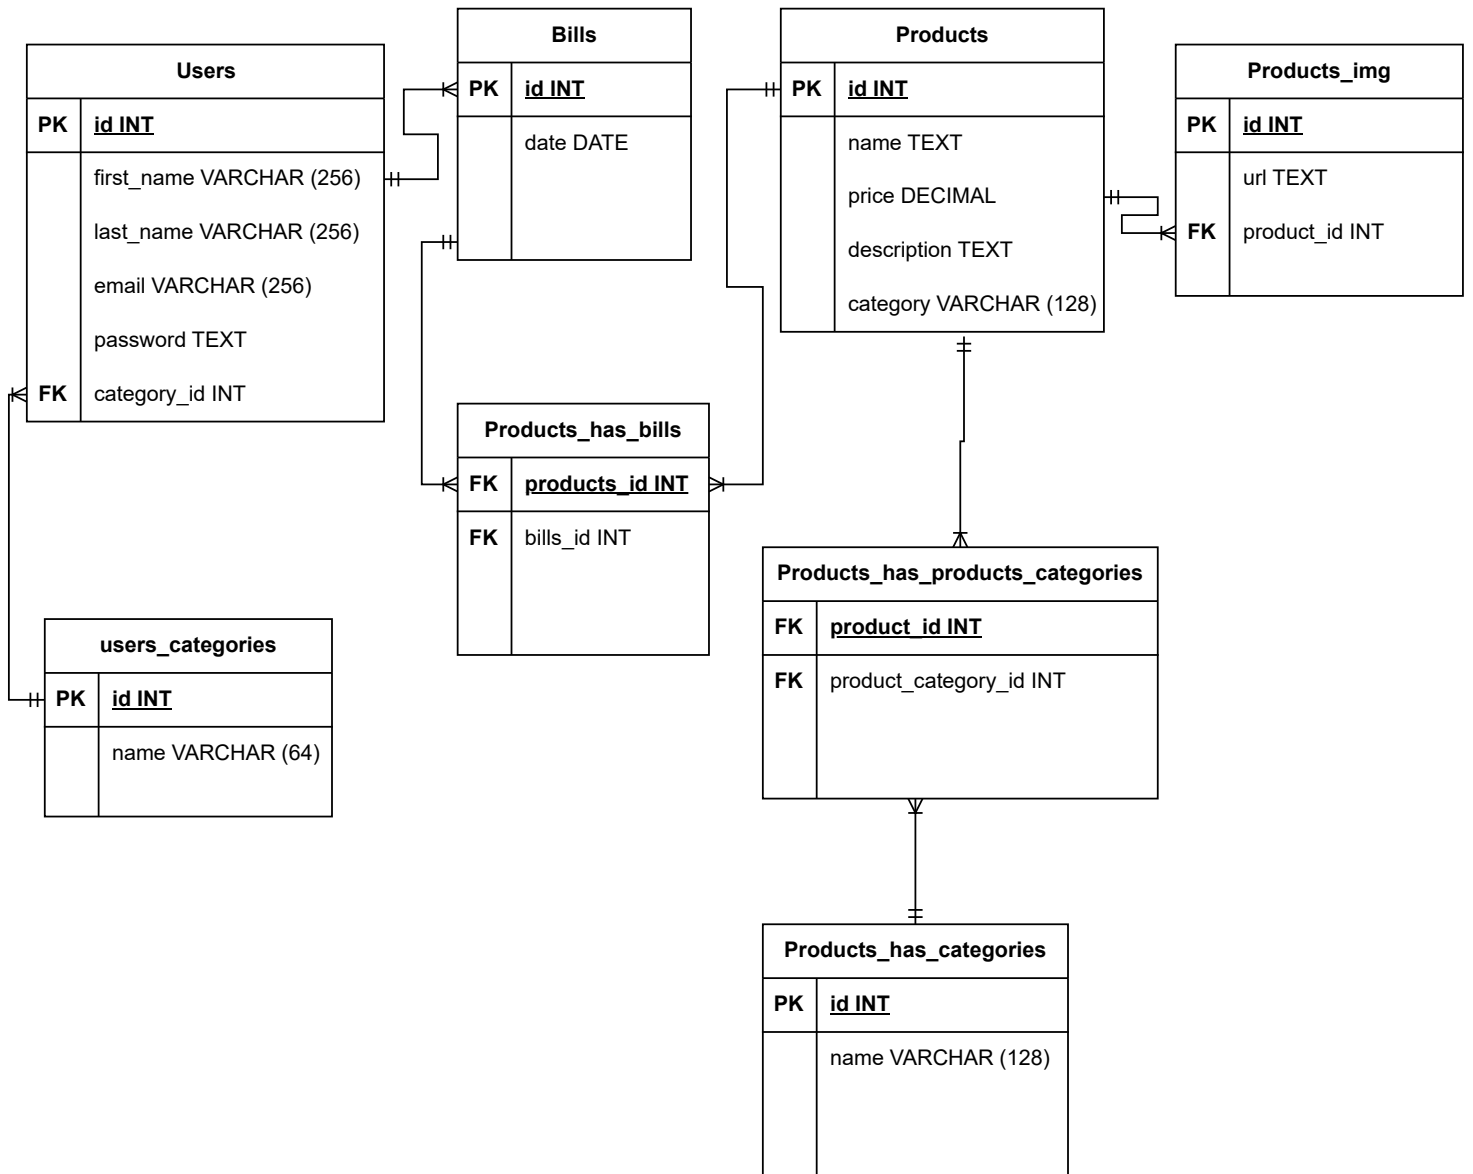 Users
PK id INT
first_name VARCHAR (256)
last_name VARCHAR (256)
email VARCHAR (256)
password TEXT
FK category_id INT
Bills
PK id INT
date DATE
Products
PK id INT
name TEXT
price DECIMAL
description TEXT
category VARCHAR (128)
Products_img
PK id INT
url TEXT
FK product_id INT
Products_has_bills
FK products_id INT
FK bills_id INT
users_categories
PK id INT
name VARCHAR (64)
Products_has_products_categories
FK product_id INT
FK product_category_id INT
Products_has_categories
PK id INT
name VARCHAR (128)